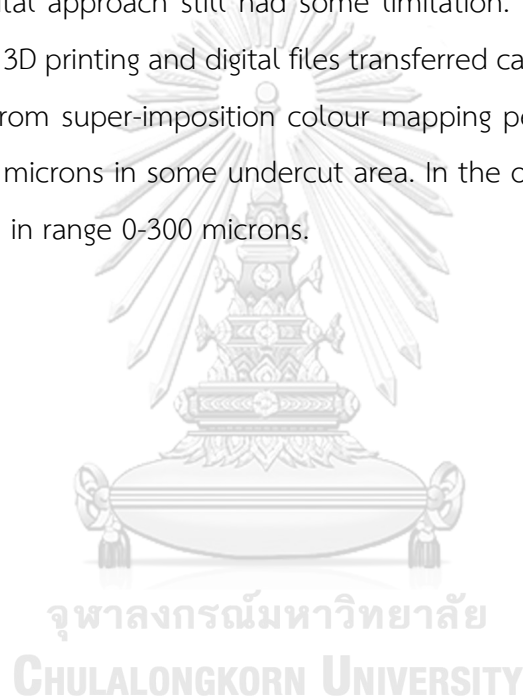 ital approach still had some limitation.
3D printing and digital files transferred ca
rom super-imposition colour mapping pe
microns in some undercut area. In the c
in range 0-300 microns.
จุฬาลงกรณ์มหาวิทยาลัย
CHULALONGKORN UNIVERSITY